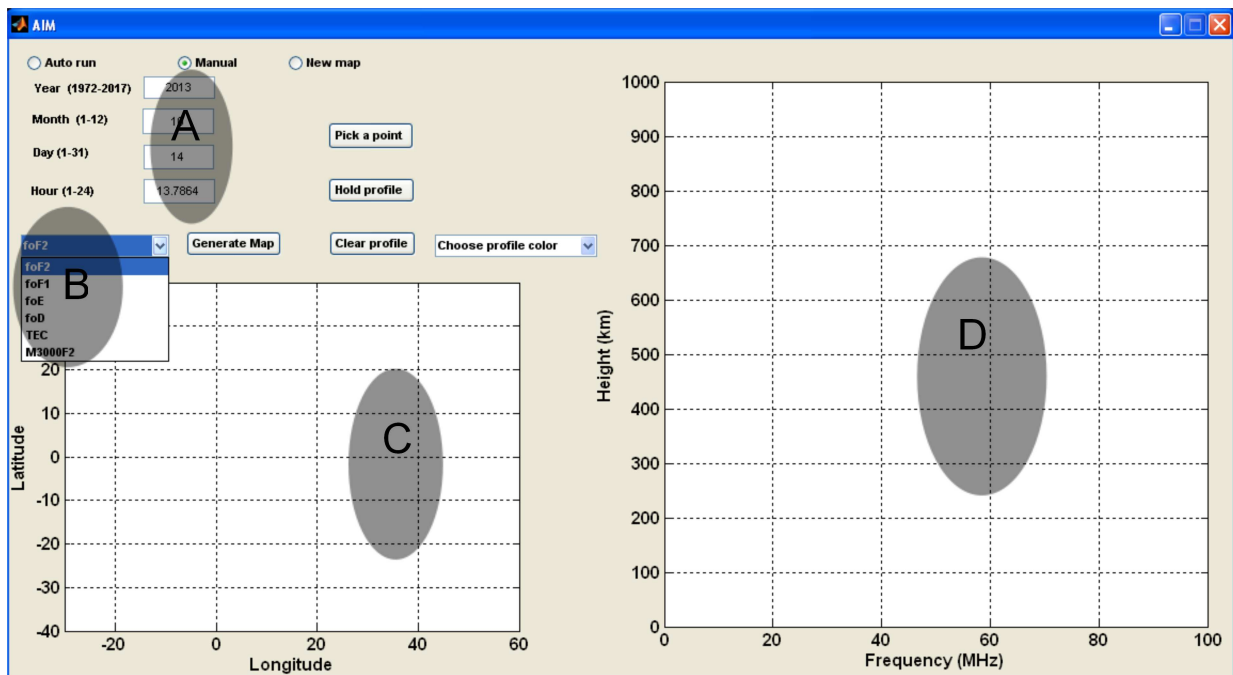 AIM
Auto run Manual New map
Year (1972-2017) 2013
Month (1-12)
A
Pick a point
Day (1-31) 14
Hour (1-24) 13.7864 Hold profile
foF2 Generate Map Clear profile Choose profile color
foF2
foF1
B
foE
foD
TEC
M3000F2
20
10
0
-10
-20
-30
-40
Latitude
-20 0 20 40 60
Longitude
C
1000
900
800
700
600
500
400
300
200
100
0
Height (km)
D
0 20 40 60 80 100
Frequency (MHz)